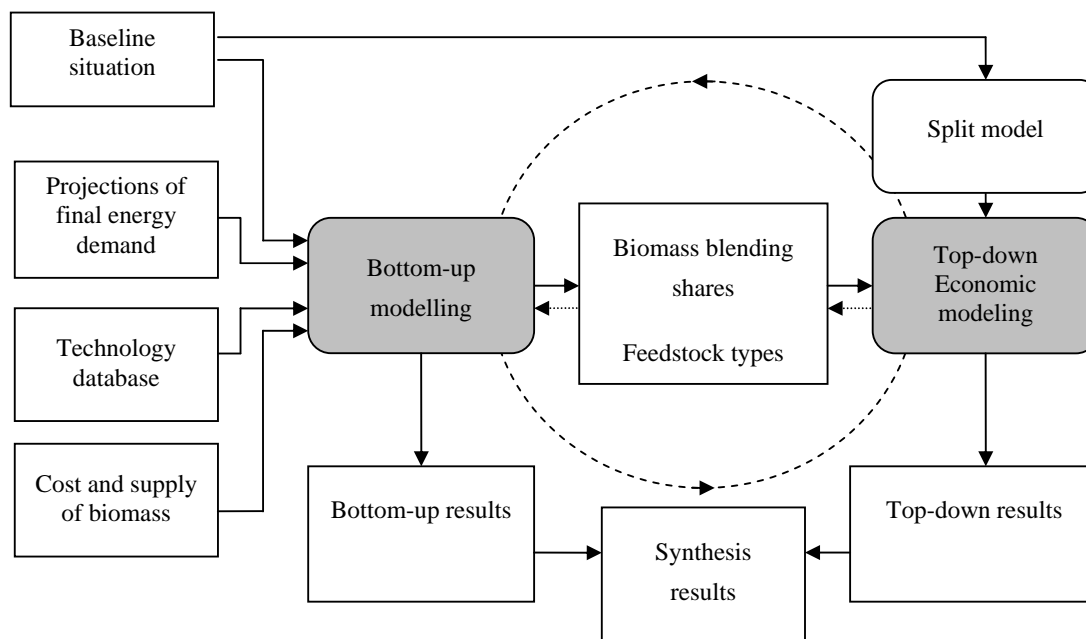 Baseline
situation
Split model
Projections of
final energy
demand
Bottom-up
modelling
Biomass blending
shares
Feedstock types
Top-down
Economic
modeling
Technology
database
Cost and supply
of biomass
Bottom-up results
Synthesis
results
Top-down results